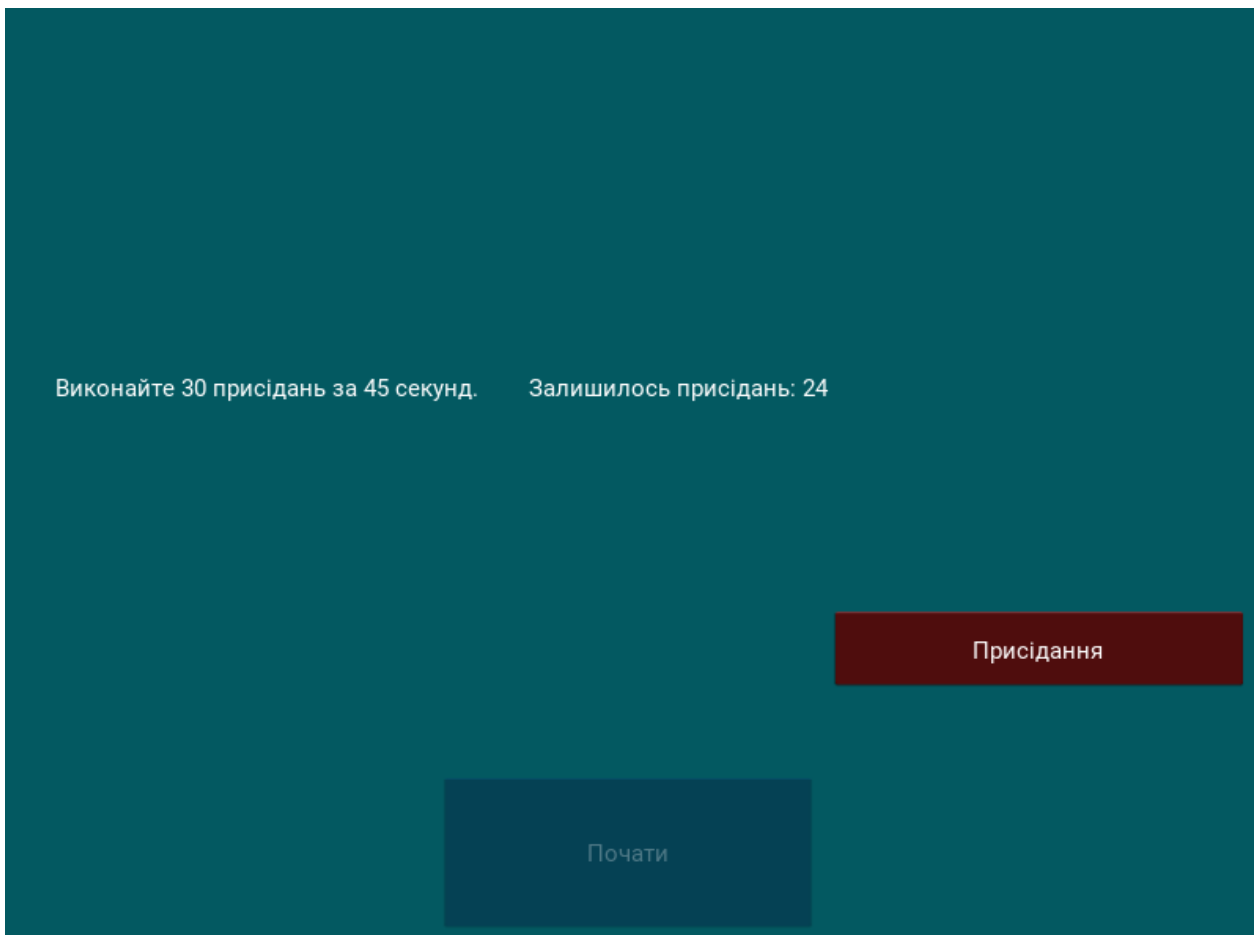 Виконайте 30 присідань за 45 секунд.
Залишилось присідань: 24
Присідання
Почати